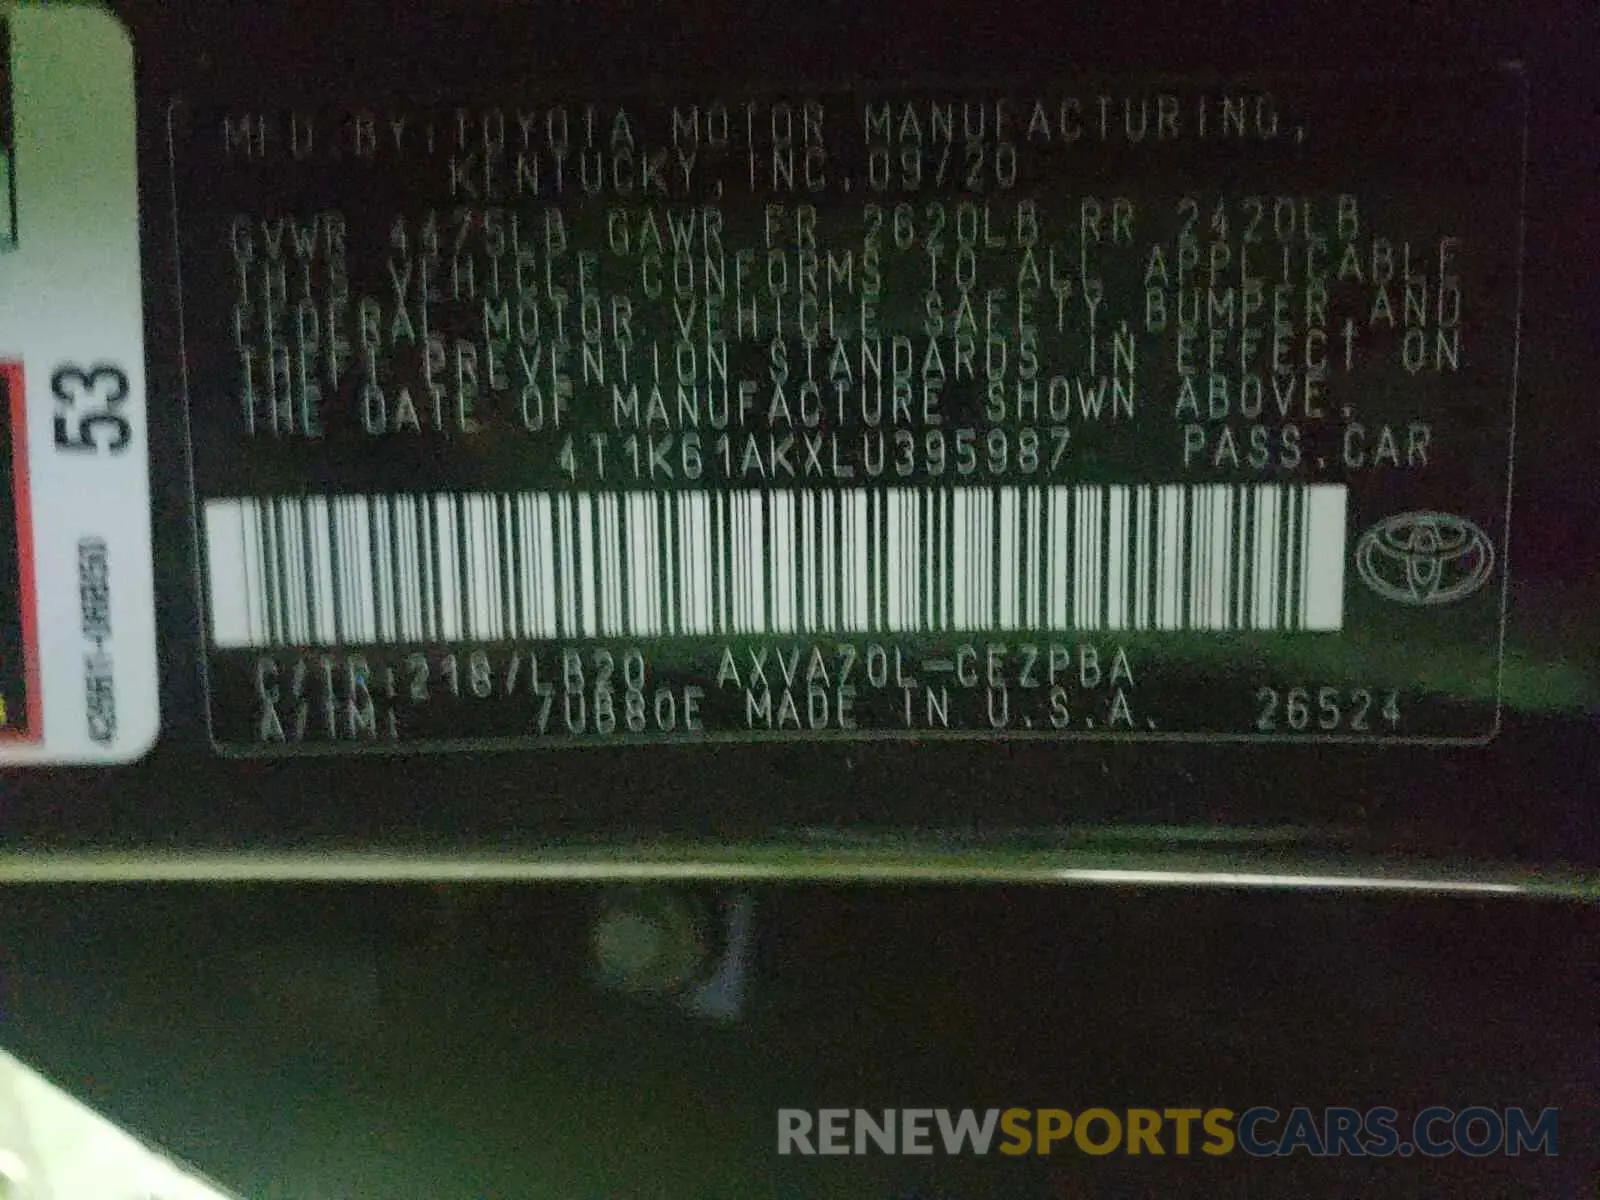 MFD.BY:TOYOTA MOTOR MANUFACTURING,
KENTUCKY, INC. 09/20
GVWR 4475LB GAWR FR 2620LB RR 2420LB
THIS VEHICLE CONFORMS TO ALL APPLICABLE
FEDERAL MOTOR VEHICLE SAFETY, BUMPER, AND
THEFT PREVENTION STANDARDS IN EFFECT ON
THE DATE OF MANUFACTURE SHOWN ABOVE.
4T1K61AKXLU395987 PASS.CAR
C/TR:218/LB20 AXVA70L-CEZPBA
A/TM: MADE IN U.S.A. 26524
53
RENEWSPORTSCARS.COM